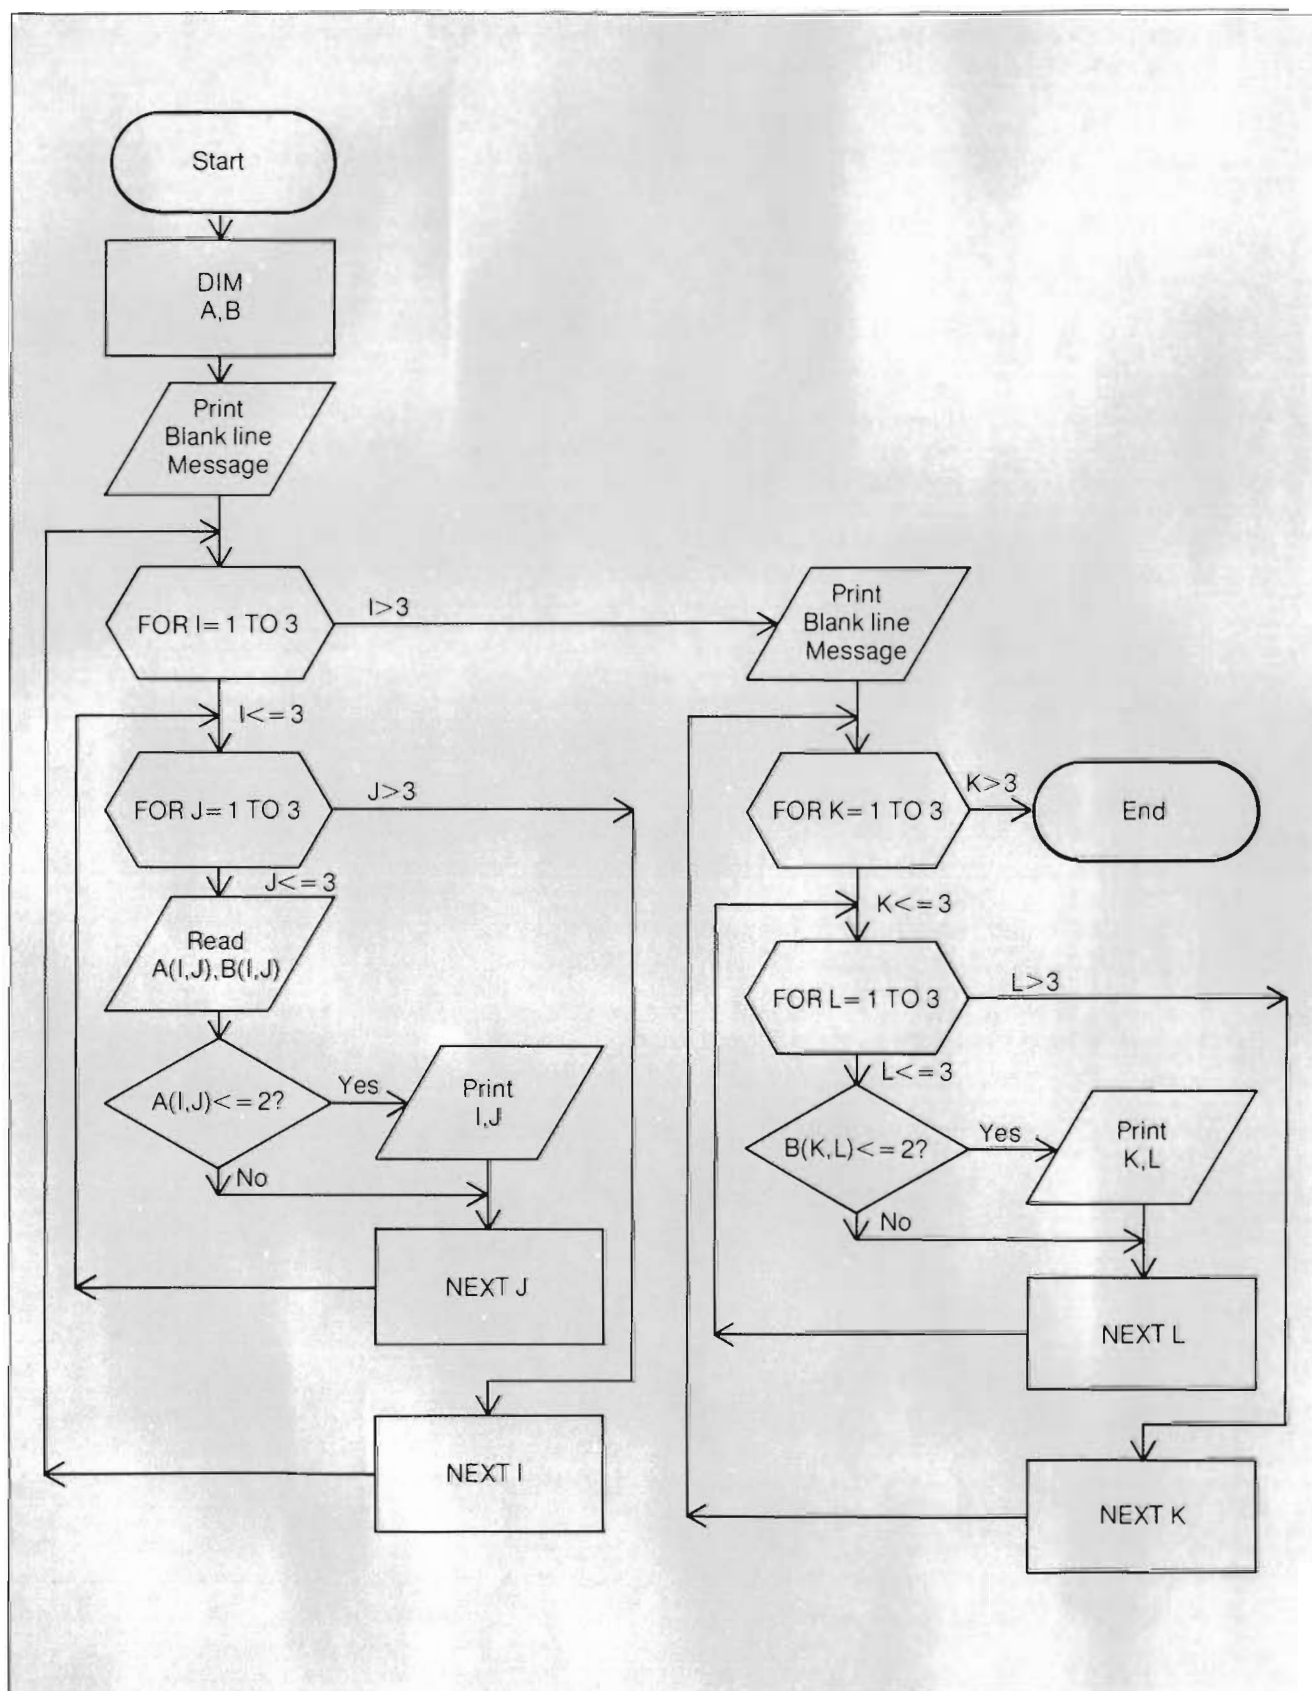 Start
DIM
A,B
Print
Blank line
Message
FOR I= 1 TO 3
I>3
I<=3
FOR J= 1 TO 3
J>3
J<=3
Read
A(I,J),B(I,J)
A(I,J)<=2?
Yes
Print
I,J
No
NEXT J
NEXT I
Print
Blank line
Message
FOR K= 1 TO 3
K>3
End
K<=3
FOR L= 1 TO 3
L>3
L<=3
B(K,L)<=2?
Yes
Print
K,L
No
NEXT L
NEXT K